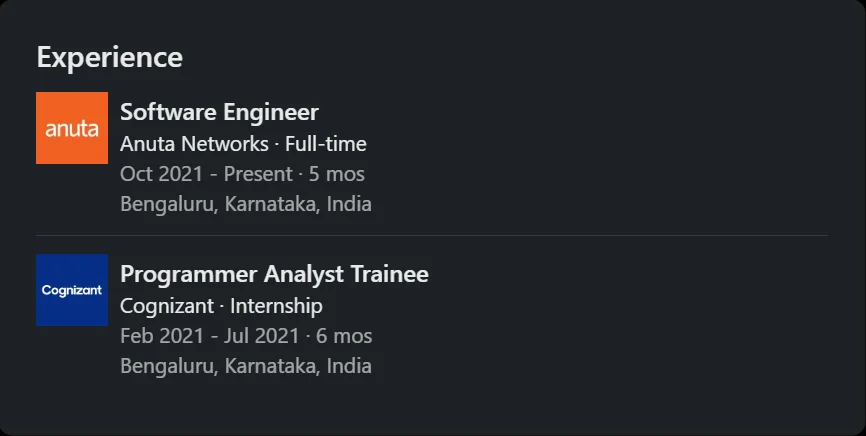 Experience
anuta
Software Engineer
Anuta Networks · Full-time
Oct 2021 - Present · 5 mos
Bengaluru, Karnataka, India
Cognizant
Programmer Analyst Trainee
Cognizant · Internship
Feb 2021 - Jul 2021 · 6 mos
Bengaluru, Karnataka, India